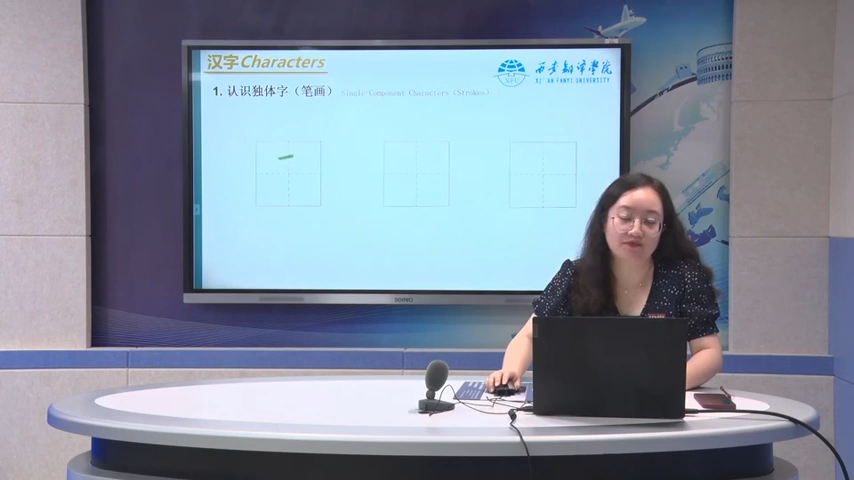 汉字Characters
西安翻译学院
XFU
XI' AN FANYI UNIVERSITY
1. 认识独体字（笔画） Single-Component Characters (Strokes)